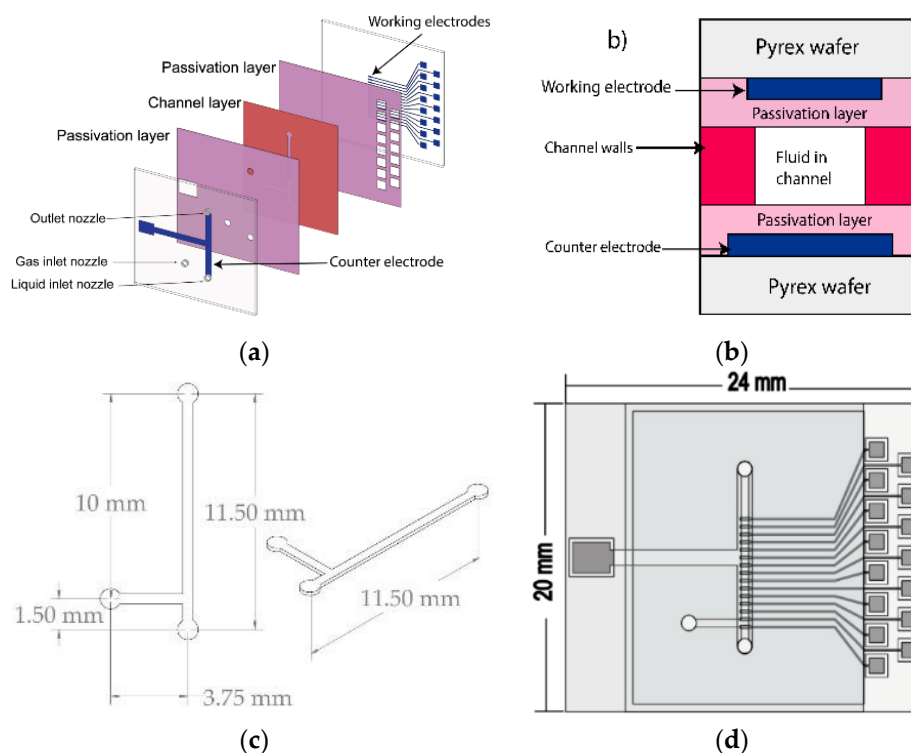 Working electrodes
Passivation layer
Channel layer
Passivation layer
Outlet nozzle
Gas inlet nozzle
Liquid inlet nozzle
Counter electrode
(a)
b)
Pyrex wafer
Working electrode
Passivation layer
Channel walls
Fluid in
channel
Passivation layer
Counter electrode
Pyrex wafer
(b)
10 mm
11.50 mm
1.50 mm
3.75 mm
11.50 mm
(c)
24 mm
20 mm
(d)